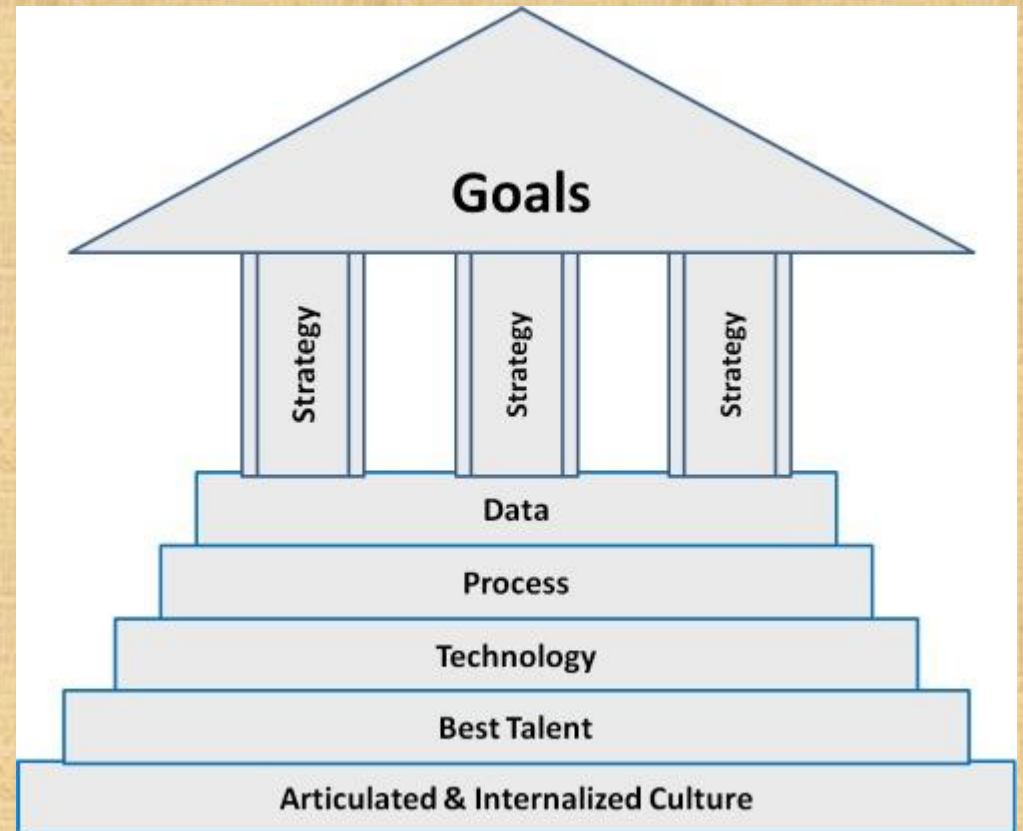 Goals
Strategy
Strategy
Strategy
Data
Process
Technology
Best Talent
Articulated & Internalized Culture